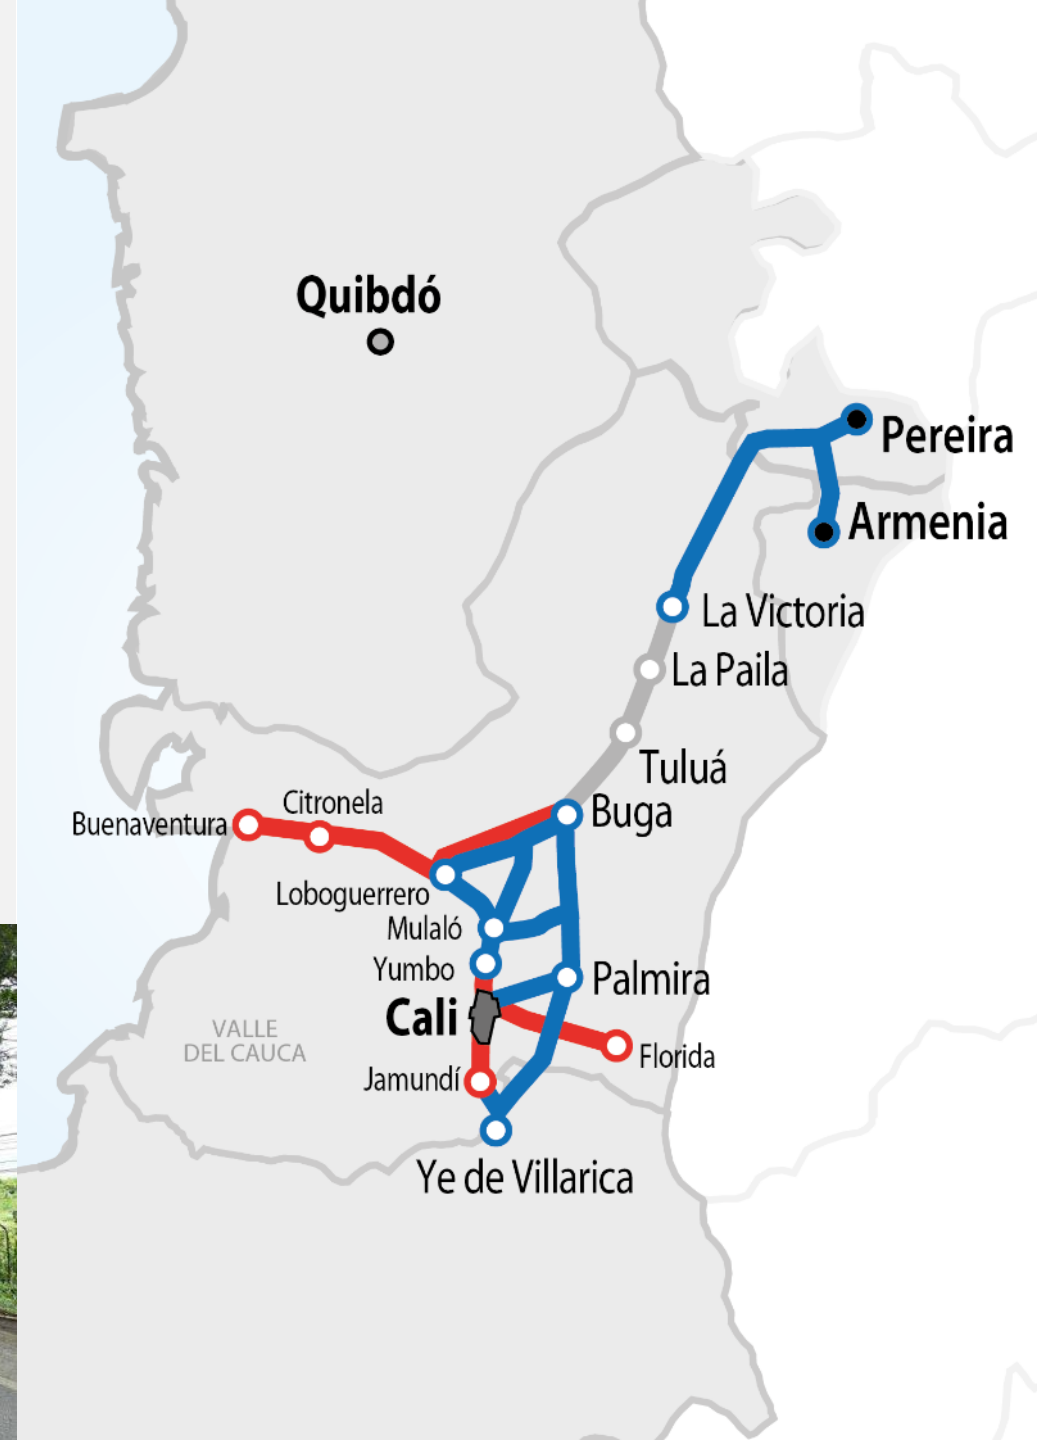 Quibdó
Pereira
Armenia
La Victoria
La Paila
Tuluá
Buga
Citronela
Buenaventura
Loboguerrero
Mulaló
Yumbo
Palmira
Cali
VALLE
DEL CAUCA
Florida
Jamundí
Ye de Villarica